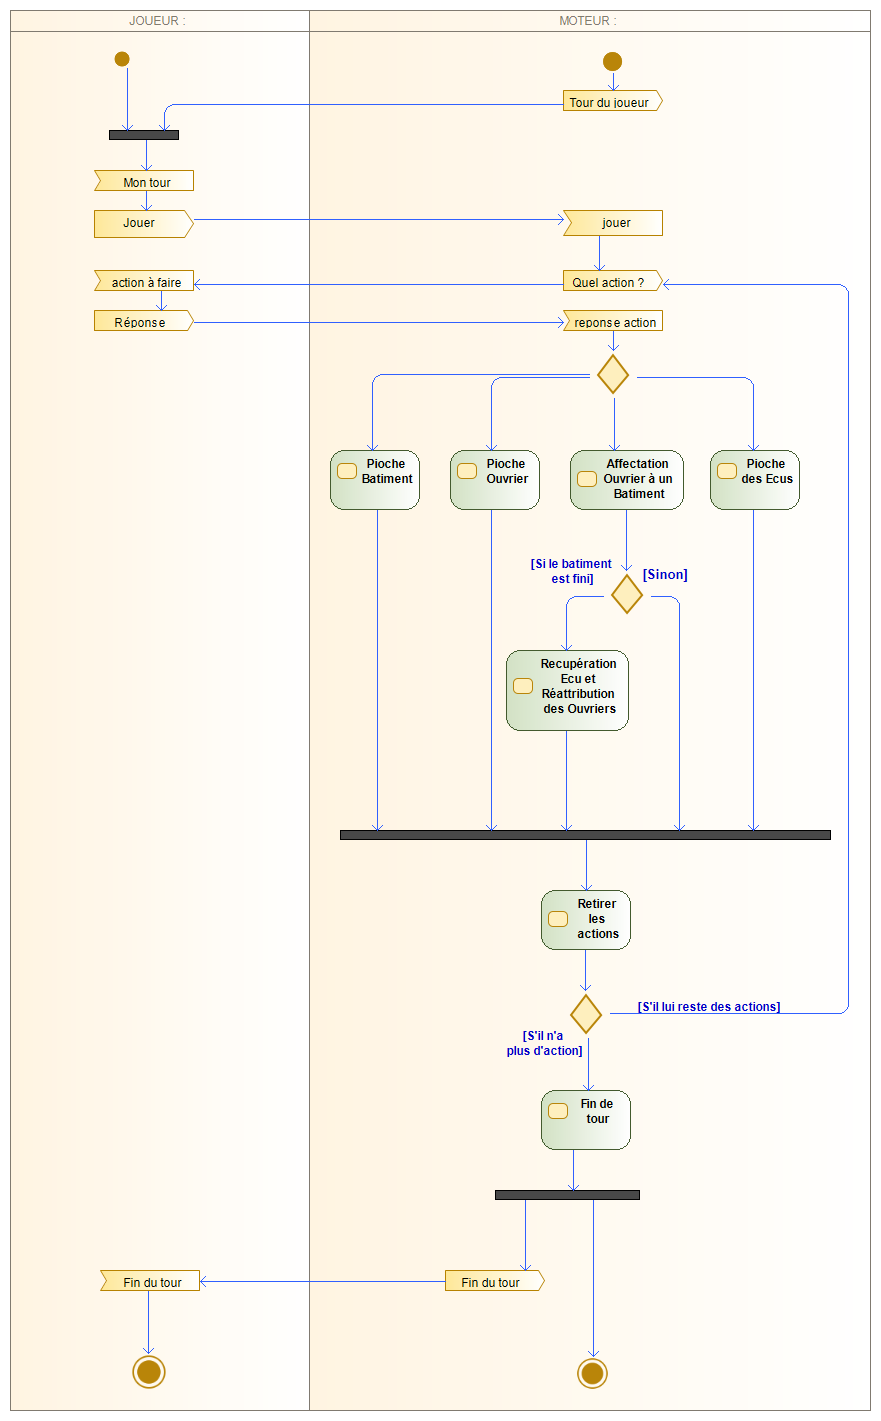 JOUEUR :
MOTEUR :
Tour du joueur
Mon tour
Jouer
jouer
action à faire
Quel action ?
Réponse
reponse action
Pioche
Batiment
Pioche
Ouvrier
Affectation
Ouvrier à un
Batiment
Pioche
des Ecus
[Si le batiment
est fini]
[Sinon]
Recupération
Ecu et
Réattribution
des Ouvriers
Retirer
les
actions
[S'il lui reste des actions]
[S'il n'a
plus d'action]
Fin de
tour
Fin du tour
Fin du tour